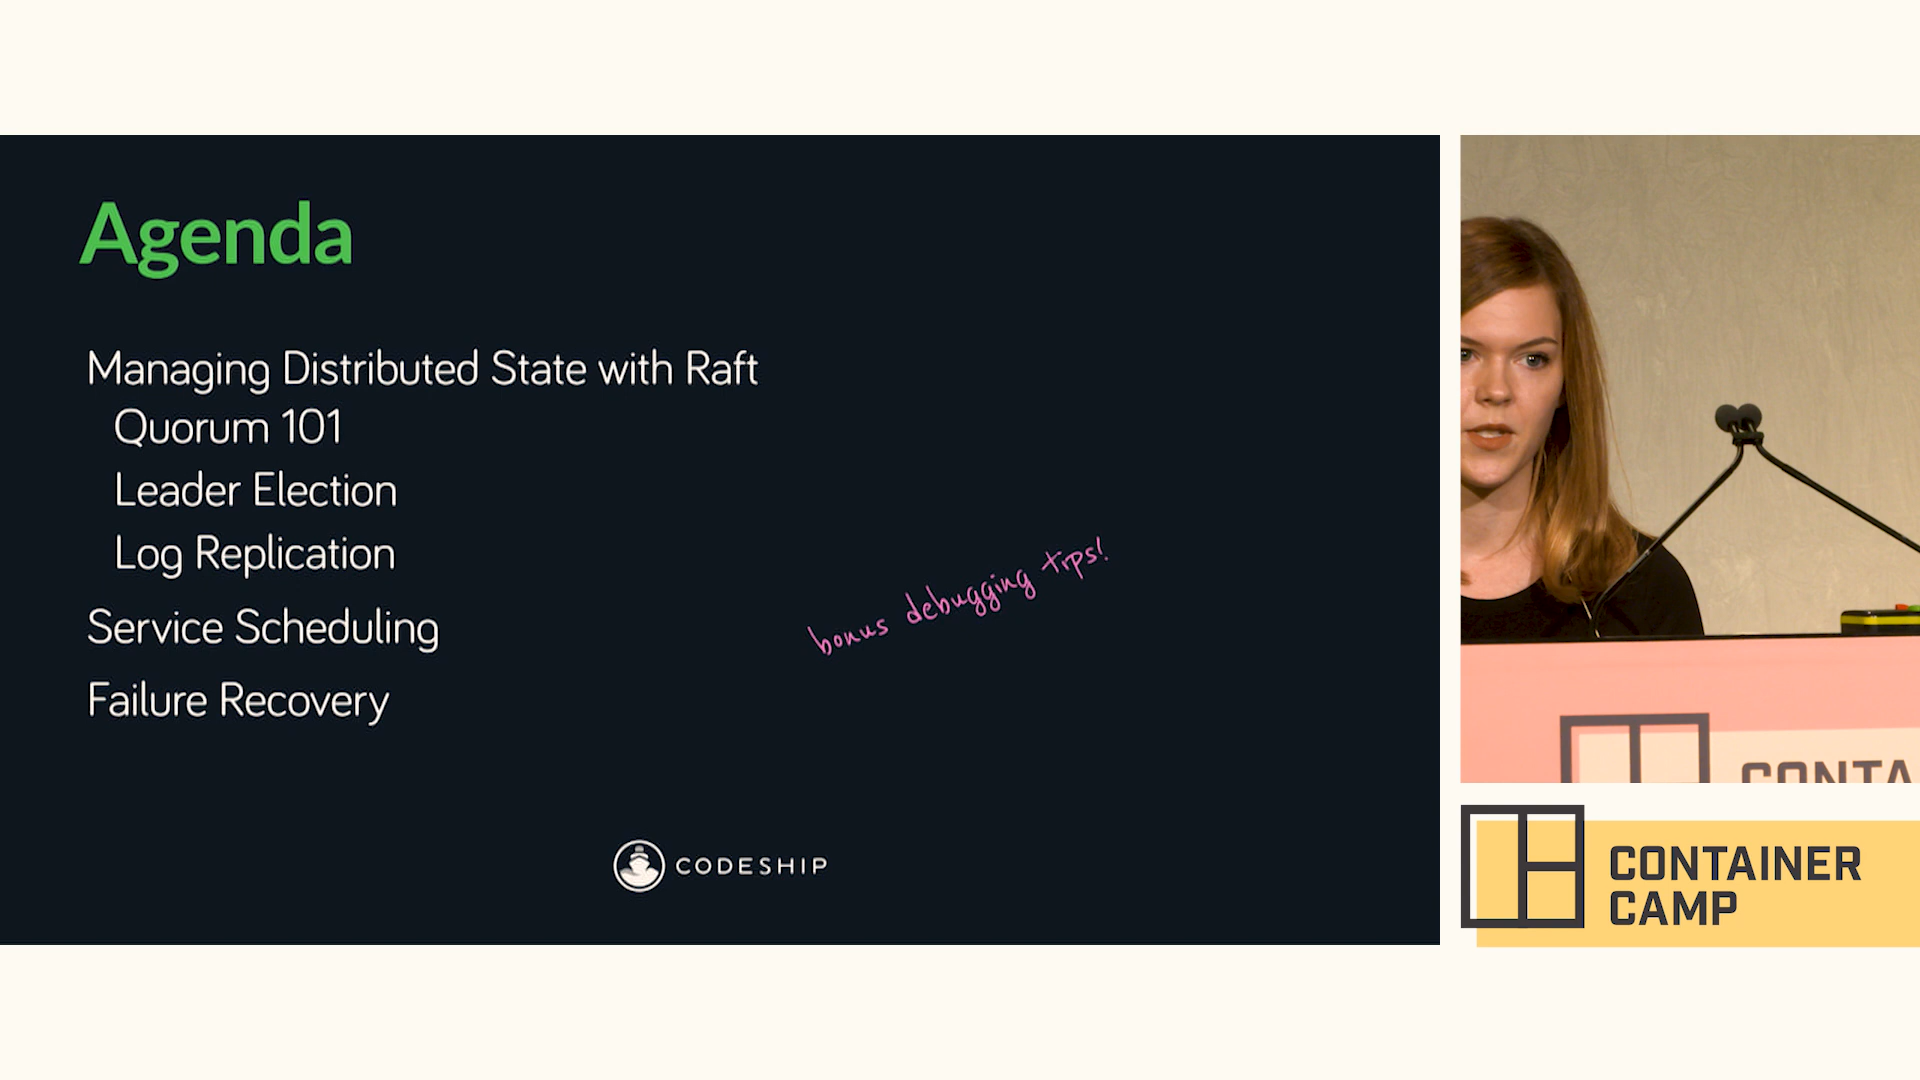 Agenda
Managing Distributed State with Raft
Quorum 101
Leader Election
Log Replication
Service Scheduling
Failure Recovery
bonus debugging tips!
CODESHIP
CONTA
CONTAINER
CAMP